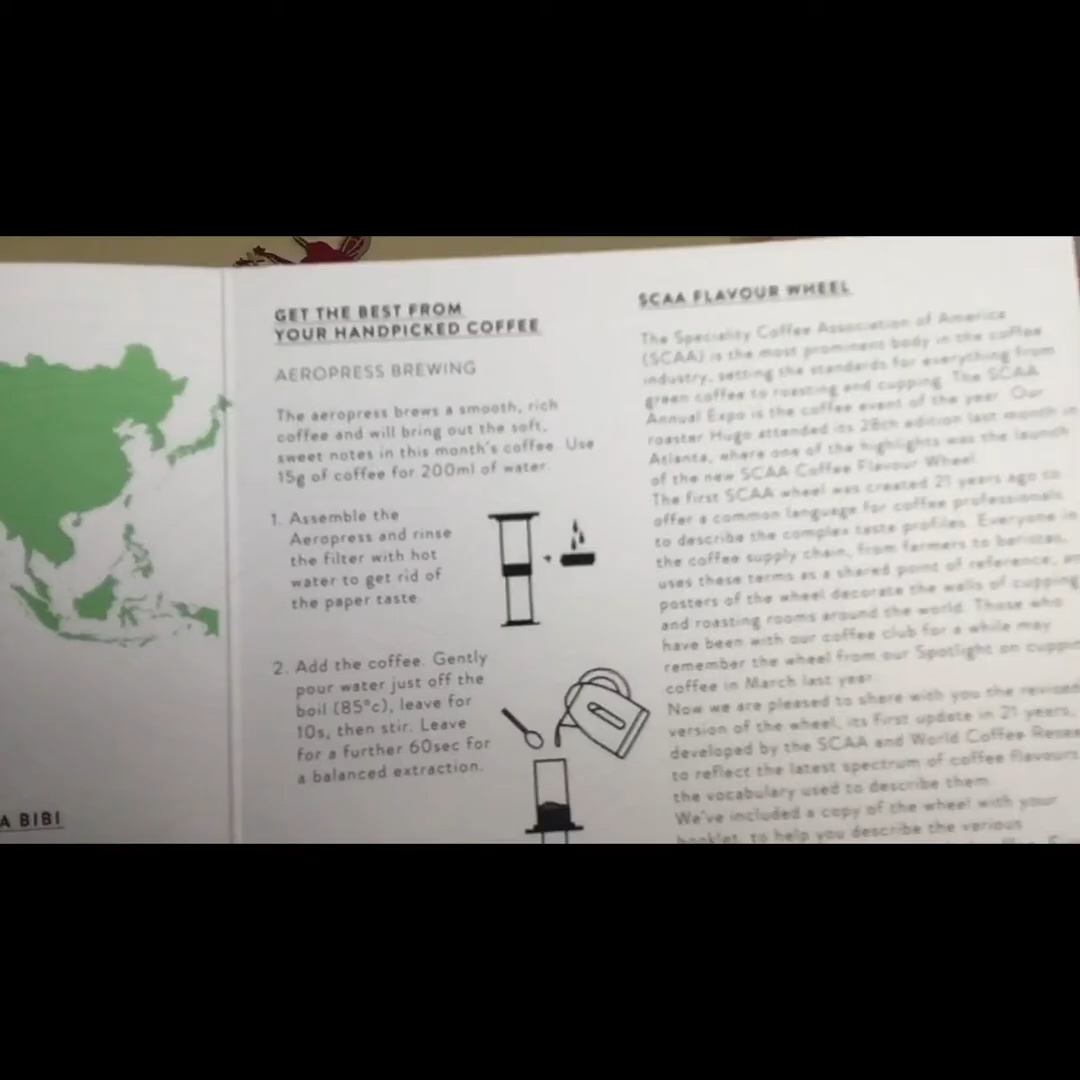 A BIBI
GET THE BEST FROM
YOUR HANDPICKED COFFEE
AEROPRESS BREWING
The aeropress brews a smooth, rich
coffee and will bring out the soft,
sweet notes in this month's coffee. Use
15g of coffee for 200ml of water.
1. Assemble the
Aeropress and rinse
the filter with hot
water to get rid of
the paper taste.
2. Add the coffee. Gently
pour water just off the
boil (85°c), leave for
10s, then stir. Leave
for a further 60sec for
a balanced extraction.
SCAA FLAVOUR WHEEL
The Speciality Coffee Association of America
(SCAA) is the most prominent body in the coffee
industry, setting the standards for everything from
green coffee to roasting and cupping. The SCAA
Annual Expo is the coffee event of the year. Our
roaster Hugo attended its 28th edition last month in
Atlanta, where one of the highlights was the launch
of the new SCAA Coffee Flavour Wheel.
The first SCAA wheel was created 21 years ago to
offer a common language for coffee professionals
to describe the complex taste profiles. Everyone in
the coffee supply chain, from farmers to baristas,
uses these terms as a shared point of reference,
posters of the wheel decorate the walls of cupping
and roasting rooms around the world. Those who
have been with our coffee club for a while may
remember the wheel from our Spotlight on cuppin
coffee in March last year.
Now we are pleased to share with you the revised
version of the wheel, its first update in 21 years,
developed by the SCAA and World Coffee Resea
to reflect the latest spectrum of coffee flavours
the vocabulary used to describe them.
We've included a copy of the wheel with your
booklet, to help you describe the various